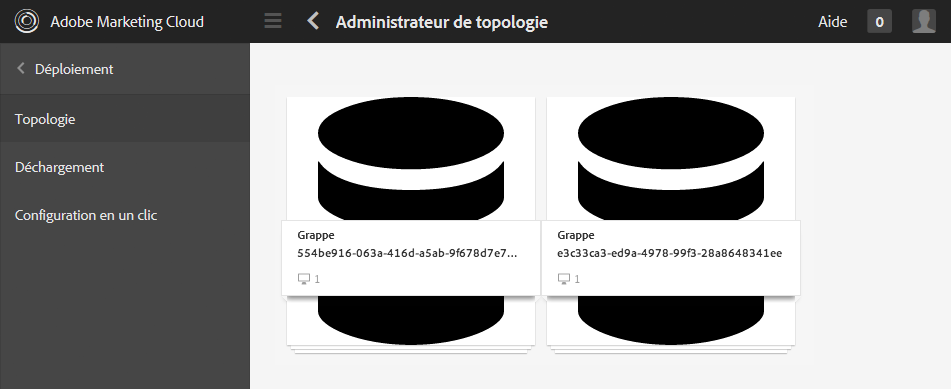 Adobe Marketing Cloud
Administrateur de topologie
Aide
0
Déploiement
Topologie
Déchargement
Configuration en un clic
Grappe
554be916-063a-416d-a5ab-9f678d7e7...
1
Grappe
e3c33ca3-ed9a-4978-99f3-28a8648341ee
1